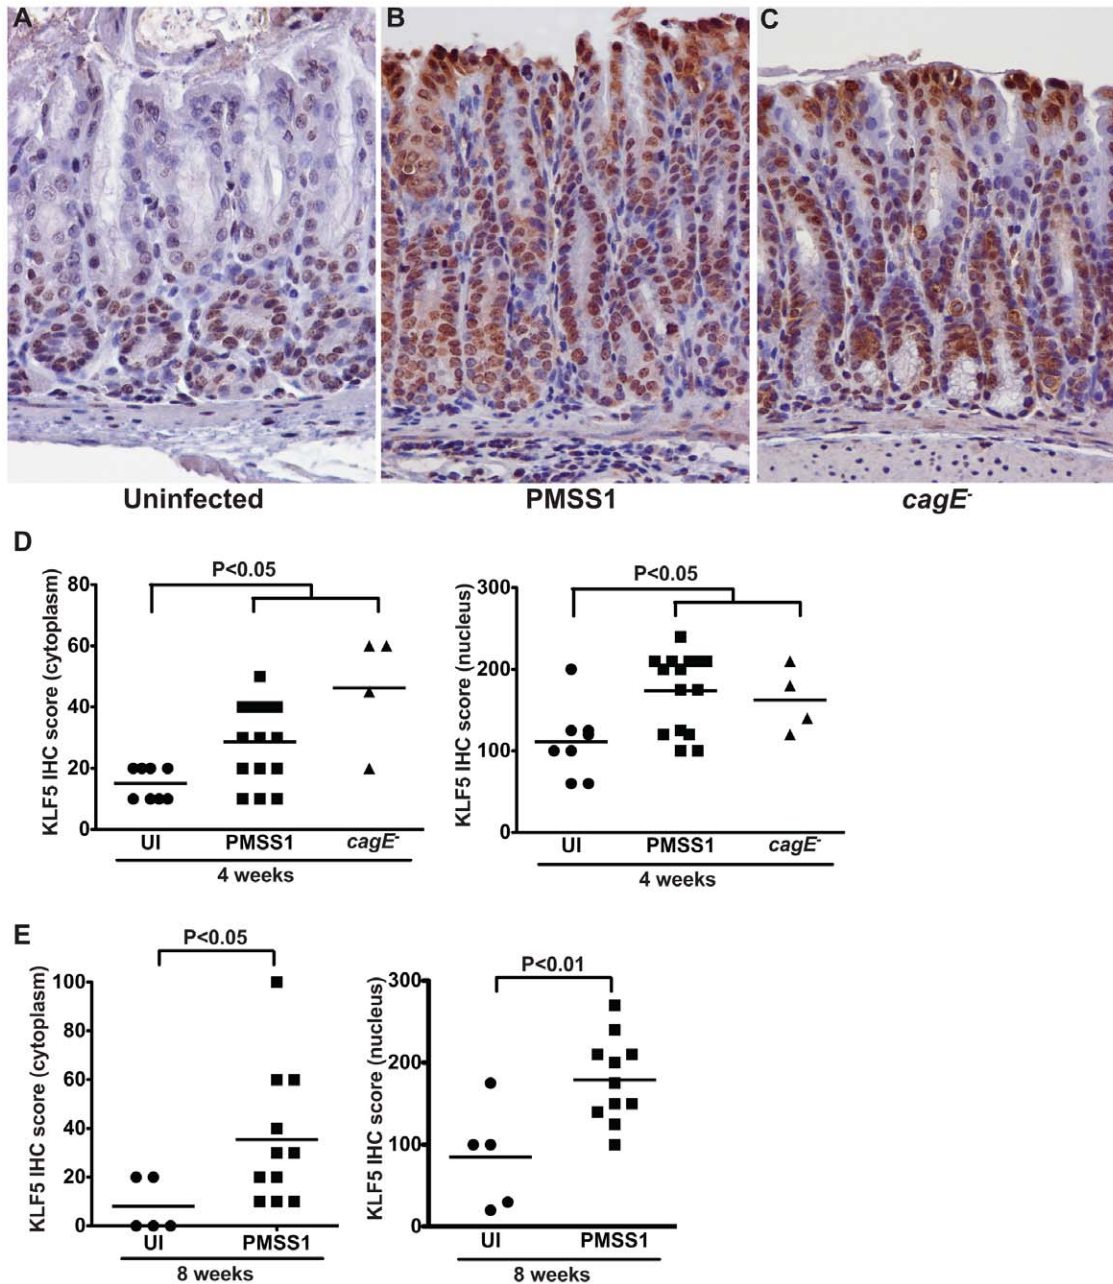 A B C
Uninfected PMSS1 cagE-
D
P<0.05 P<0.05
KLF5 IHC score (cytoplasm)
80
60
40
20
0
UI PMSS1 cagE-
4 weeks
KLF5 IHC score (nucleus)
300
200
100
0
UI PMSS1 cagE-
4 weeks
E
P<0.05 P<0.01
KLF5 IHC score (cytoplasm)
100
80
60
40
20
0
UI PMSS1
8 weeks
KLF5 IHC score (nucleus)
300
200
100
0
UI PMSS1
8 weeks